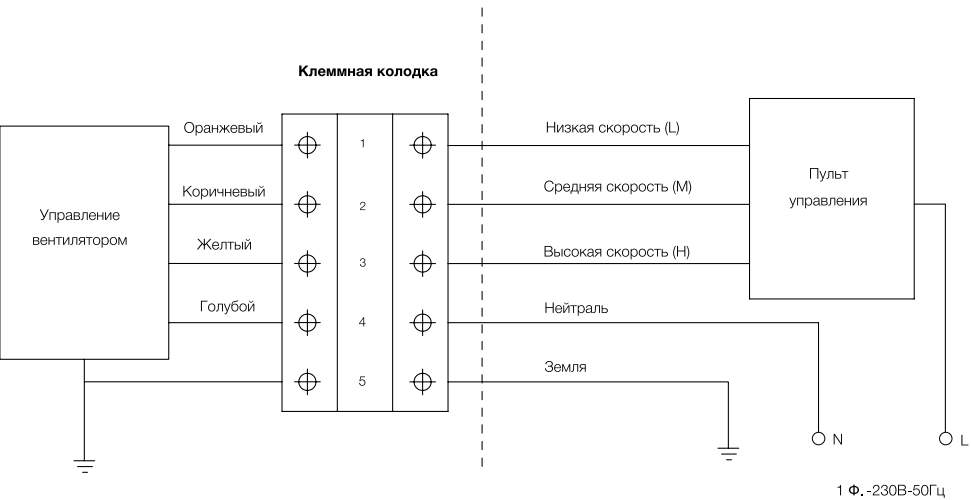 Клеммная колодка
Оранжевый
1
Низкая скорость (L)
Коричневый
2
Средняя скорость (M)
Пульт
управления
Управление
вентилятором
Желтый
3
Высокая скорость (H)
Голубой
4
Нейтраль
5
Земля
N
L
1 Ф.-230В-50Гц